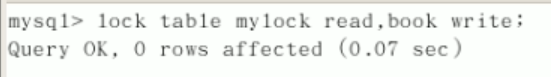 mysql> lock table mylock read,book write;
Query OK, 0 rows affected (0.07 sec)